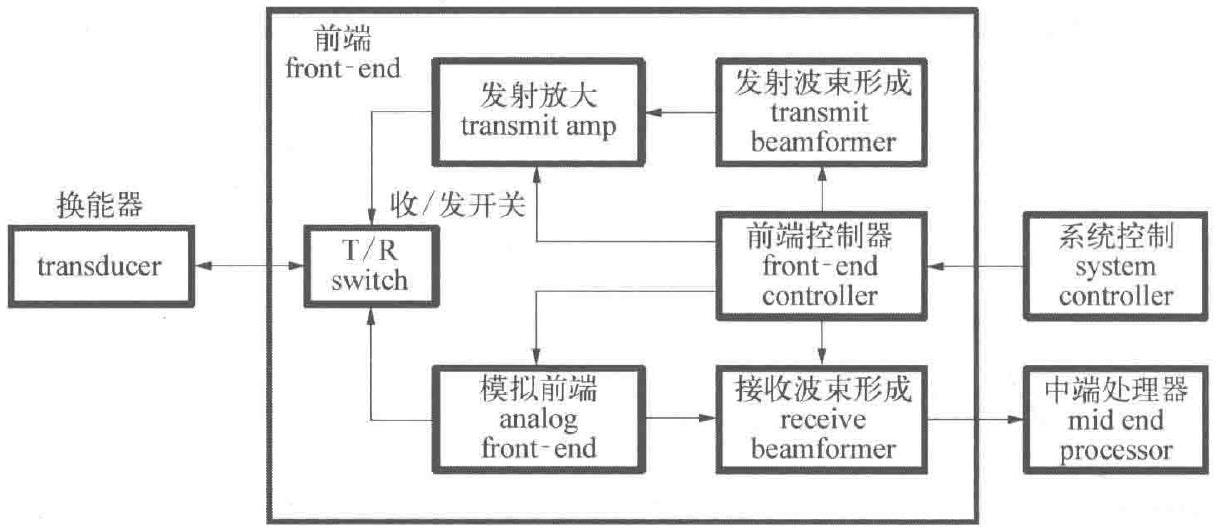 前端
front-end
发射放大
transmit amp
发射波束形成
transmit
beamformer
收/发开关
换能器
transducer
T/R
switch
前端控制器
front-end
controller
系统控制
system
controller
模拟前端
analog
front-end
接收波束形成
receive
beamformer
中端处理器
mid end
processor